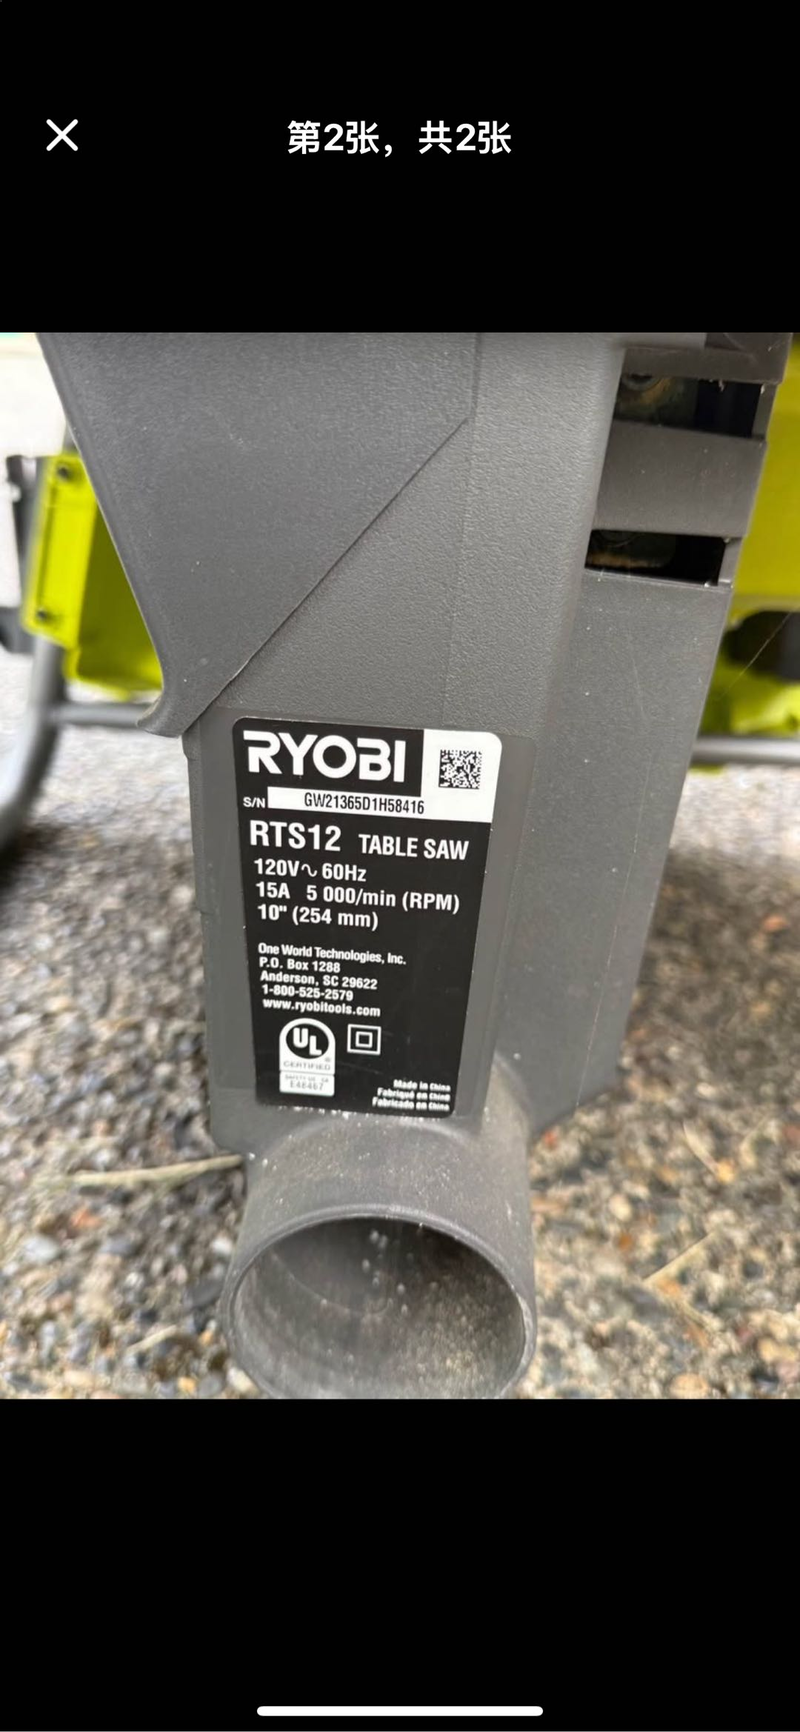 第2张，共2张
RYOBI
S/N GW21365D1H58416
RTS12 TABLE SAW
120V~ 60Hz
15A 5 000/min (RPM)
10" (254 mm)
One World Technologies, Inc.
P.O. Box 1288
Anderson, SC 29622
1-800-525-2579
www.ryobitools.com
UL
®
CERTIFIED
Made in China
Fabriqué en Chine
Fabricado en China